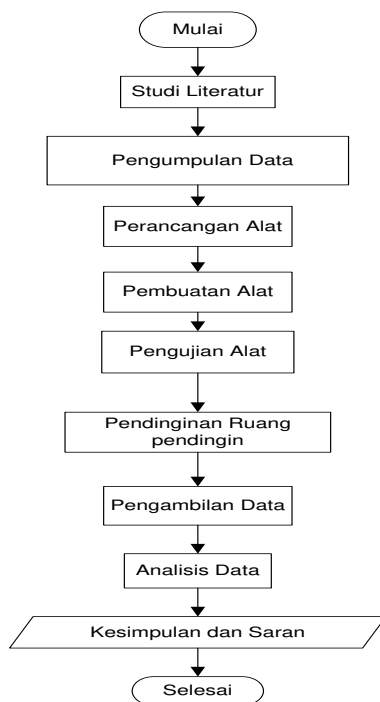 Mulai
Studi Literatur
Pengumpulan Data
Perancangan Alat
Pembuatan Alat
Pengujian Alat
Pendinginan Ruang
pendingin
Pengambilan Data
Analisis Data
Kesimpulan dan Saran
Selesai